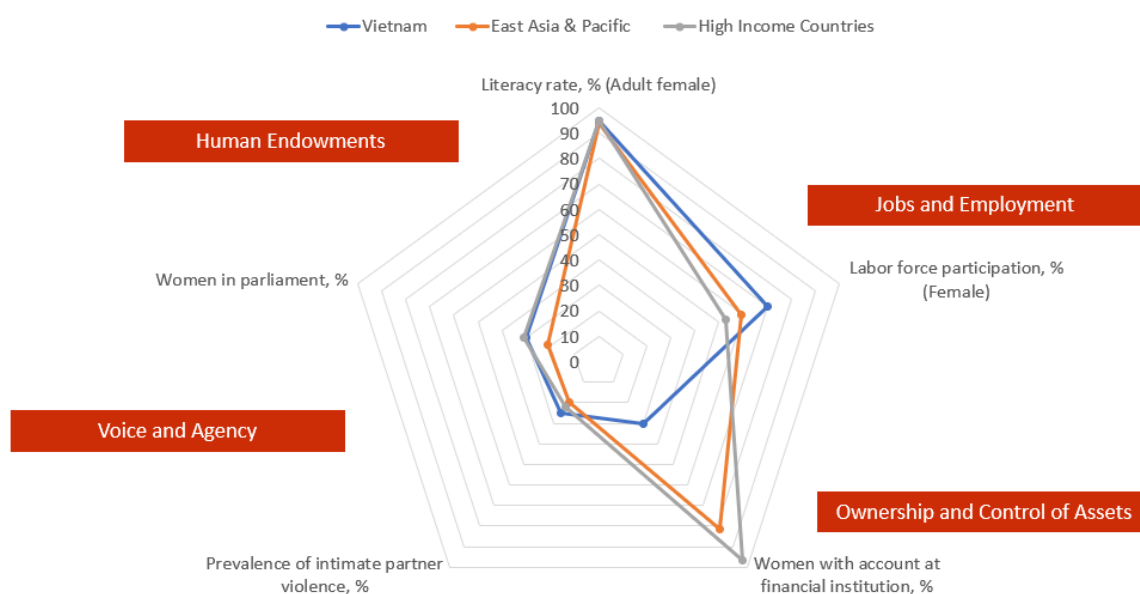 Vietnam
East Asia & Pacific
High Income Countries
Literacy rate, % (Adult female)
100
90
80
70
60
50
40
30
20
10
0
Human Endowments
Jobs and Employment
Labor force participation, %
(Female)
Women in parliament, %
Voice and Agency
Ownership and Control of Assets
Prevalence of intimate partner
violence, %
Women with account at
financial institution, %